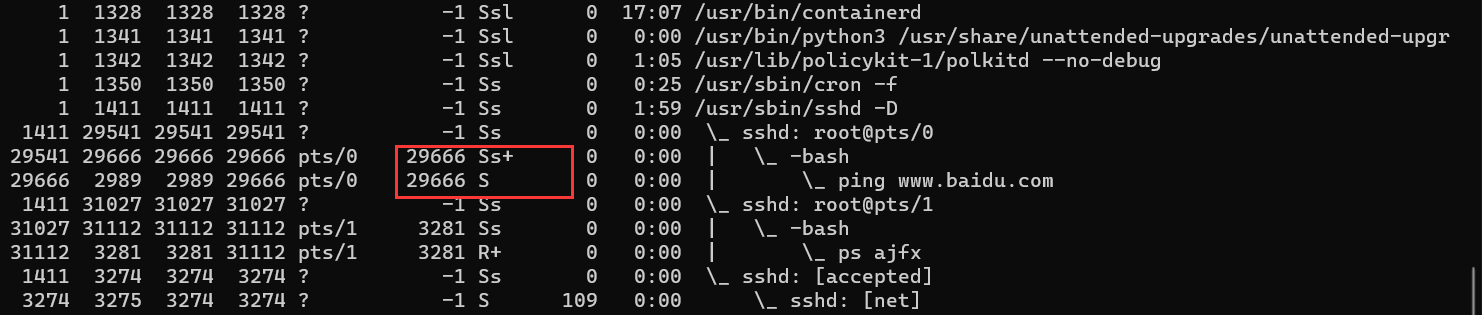 1 1328 1328 1328 ? -1 Ssl 0 17:07 /usr/bin/containerd
1 1341 1341 1341 ? -1 Ssl 0 0:00 /usr/bin/python3 /usr/share/unattended-upgrades/unattended-upgr
1 1342 1342 1342 ? -1 Ssl 0 1:05 /usr/lib/policykit-1/polkitd --no-debug
1 1350 1350 1350 ? -1 Ss 0 0:25 /usr/sbin/cron -f
1 1411 1411 1411 ? -1 Ss 0 1:59 /usr/sbin/sshd -D
1411 29541 29541 29541 ? -1 Ss 0 0:00 \_ sshd: root@pts/0
29541 29666 29666 29666 pts/0 29666 Ss+ 0 0:00 | \_ -bash
29666 2989 2989 29666 pts/0 29666 S 0 0:00 | \_ ping www.baidu.com
1411 31027 31027 31027 ? -1 Ss 0 0:00 \_ sshd: root@pts/1
31027 31112 31112 31112 pts/1 3281 Ss 0 0:00 | \_ -bash
31112 3281 3281 31112 pts/1 3281 R+ 0 0:00 | \_ ps ajfx
1411 3274 3274 3274 ? -1 Ss 0 0:00 \_ sshd: [accepted]
3274 3275 3274 3274 ? -1 S 109 0:00 \_ sshd: [net]